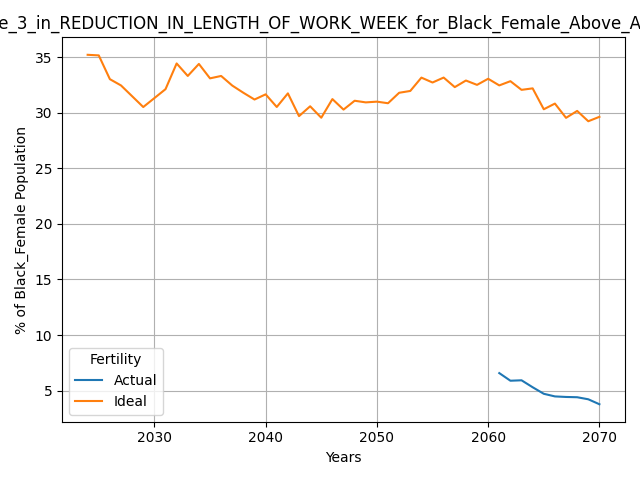 e_3_in_REDUCTION_IN_LENGTH_OF_WORK_WEEK_for_Black_Female_Above_A
35
30
25
20
15
10
5
% of Black_Female Population
Fertility
Actual
Ideal
2030 2040 2050 2060 2070
Years